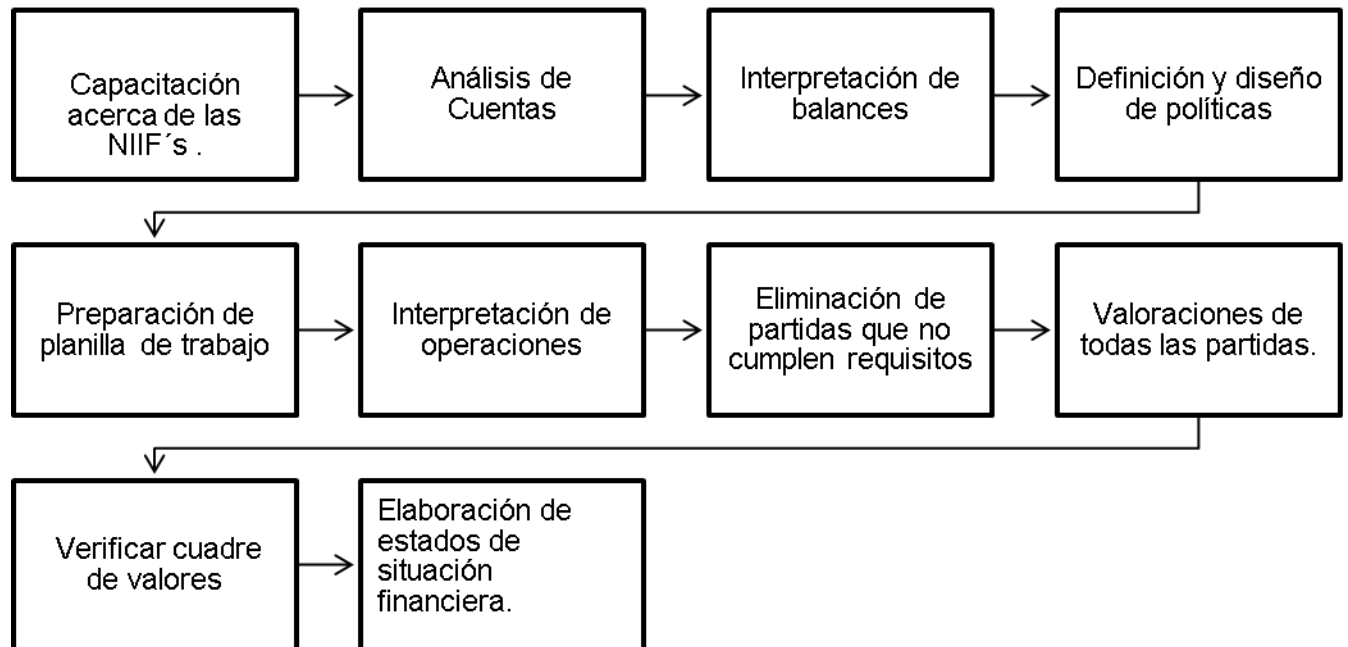 Capacitación
acerca de las
NIIF´s .
Análisis de
Cuentas
Interpretación de
balances
Definición y diseño
de políticas
Preparación de
planilla de trabajo
Interpretación de
operaciones
Eliminación de
partidas que no
cumplen requisitos
Valoraciones de
todas las partidas.
Verificar cuadre
de valores
Elaboración de
estados de
situación
financiera.